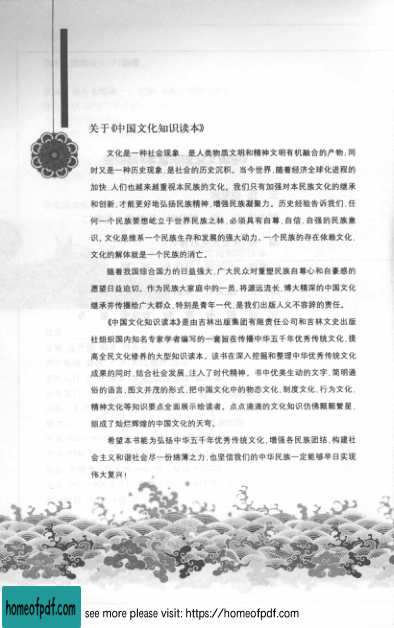 关于《中国文化知识读本》
文化是一种社会现象，是人类物质文明和精神文明有机融合的产物；同
时又是一种历史现象，是社会的历史沉积。当今世界，随着经济全球化进程的
加快，人们也越来越重视本民族的文化。我们只有加强对本民族文化的继承
和创新，才能更好地弘扬民族精神，增强民族凝聚力。历史经验告诉我们，任
何一个民族要想屹立于世界民族之林，必须具有自尊、自信、自强的民族意
识。文化是维系一个民族生存和发展的强大动力。一个民族的存在依赖文化，
文化的解体就是一个民族的消亡。
随着我国综合国力的日益强大，广大民众对重塑民族自尊心和自豪感的
愿望日益迫切。作为民族大家庭中的一员，将源远流长、博大精深的中国文化
继承并传播给广大群众，特别是青年一代，是我们出版人义不容辞的责任。
《中国文化知识读本》是由吉林出版集团有限责任公司和吉林文史出版
社组织国内知名专家学者编写的一套旨在传播中华五千年优秀传统文化，提
高全民文化修养的大型知识读本。该书在深入挖掘和整理中华优秀传统文化
成果的同时，结合社会发展，注入了时代精神。书中优美生动的文字、简明通
俗的语言、图文并茂的形式，把中国文化中的物态文化、制度文化、行为文化、
精神文化等知识要点全面展示给读者。点点滴滴的文化知识仿佛颗颗繁星，
组成了灿烂辉煌的中国文化的天穹。
希望本书能为弘扬中华五千年优秀传统文化、增强各民族团结、构建社
会主义和谐社会尽一份绵薄之力，也坚信我们的中华民族一定能够早日实现
伟大复兴！
homeofpdf.com
see more please visit: https://homeofpdf.com